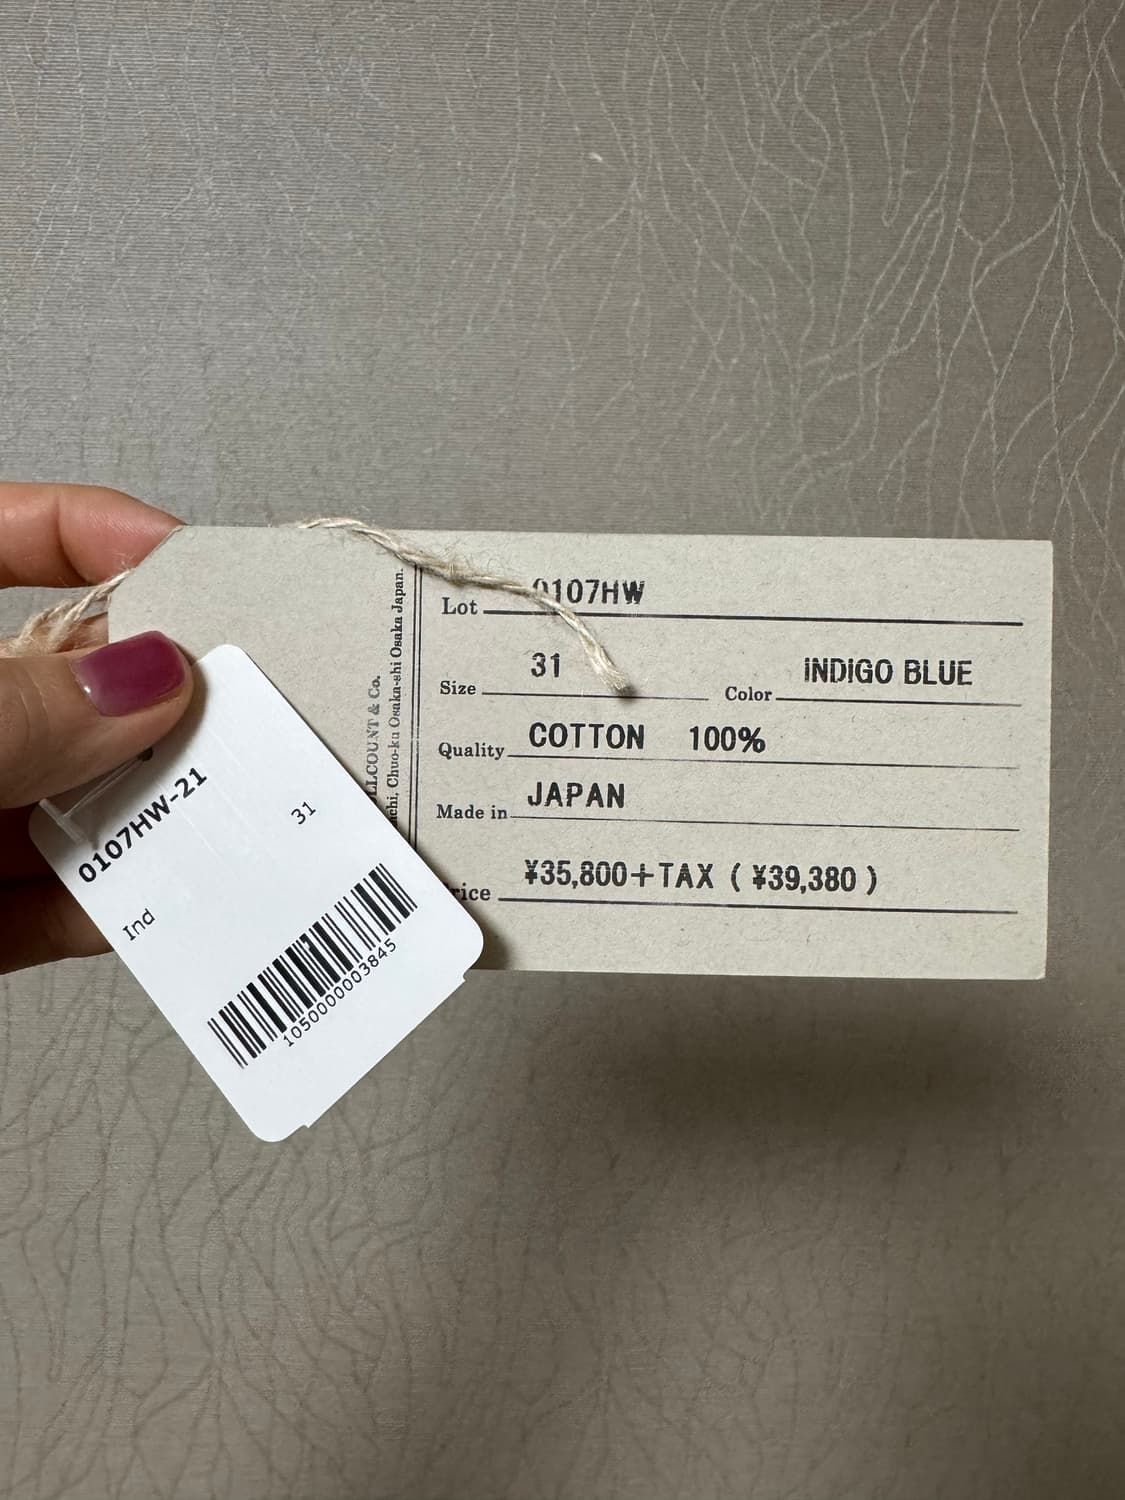 Lot 0107HW
Size 31 Color INDIGO BLUE
Quality COTTON 100%
Made in JAPAN
rice ¥35,800+TAX ( ¥39,380 )
LLCOUNT & Co.
chi, Chuo-ku Osaka-shi Osaka Japan.
0107HW-21
31
Ind
1050000003845